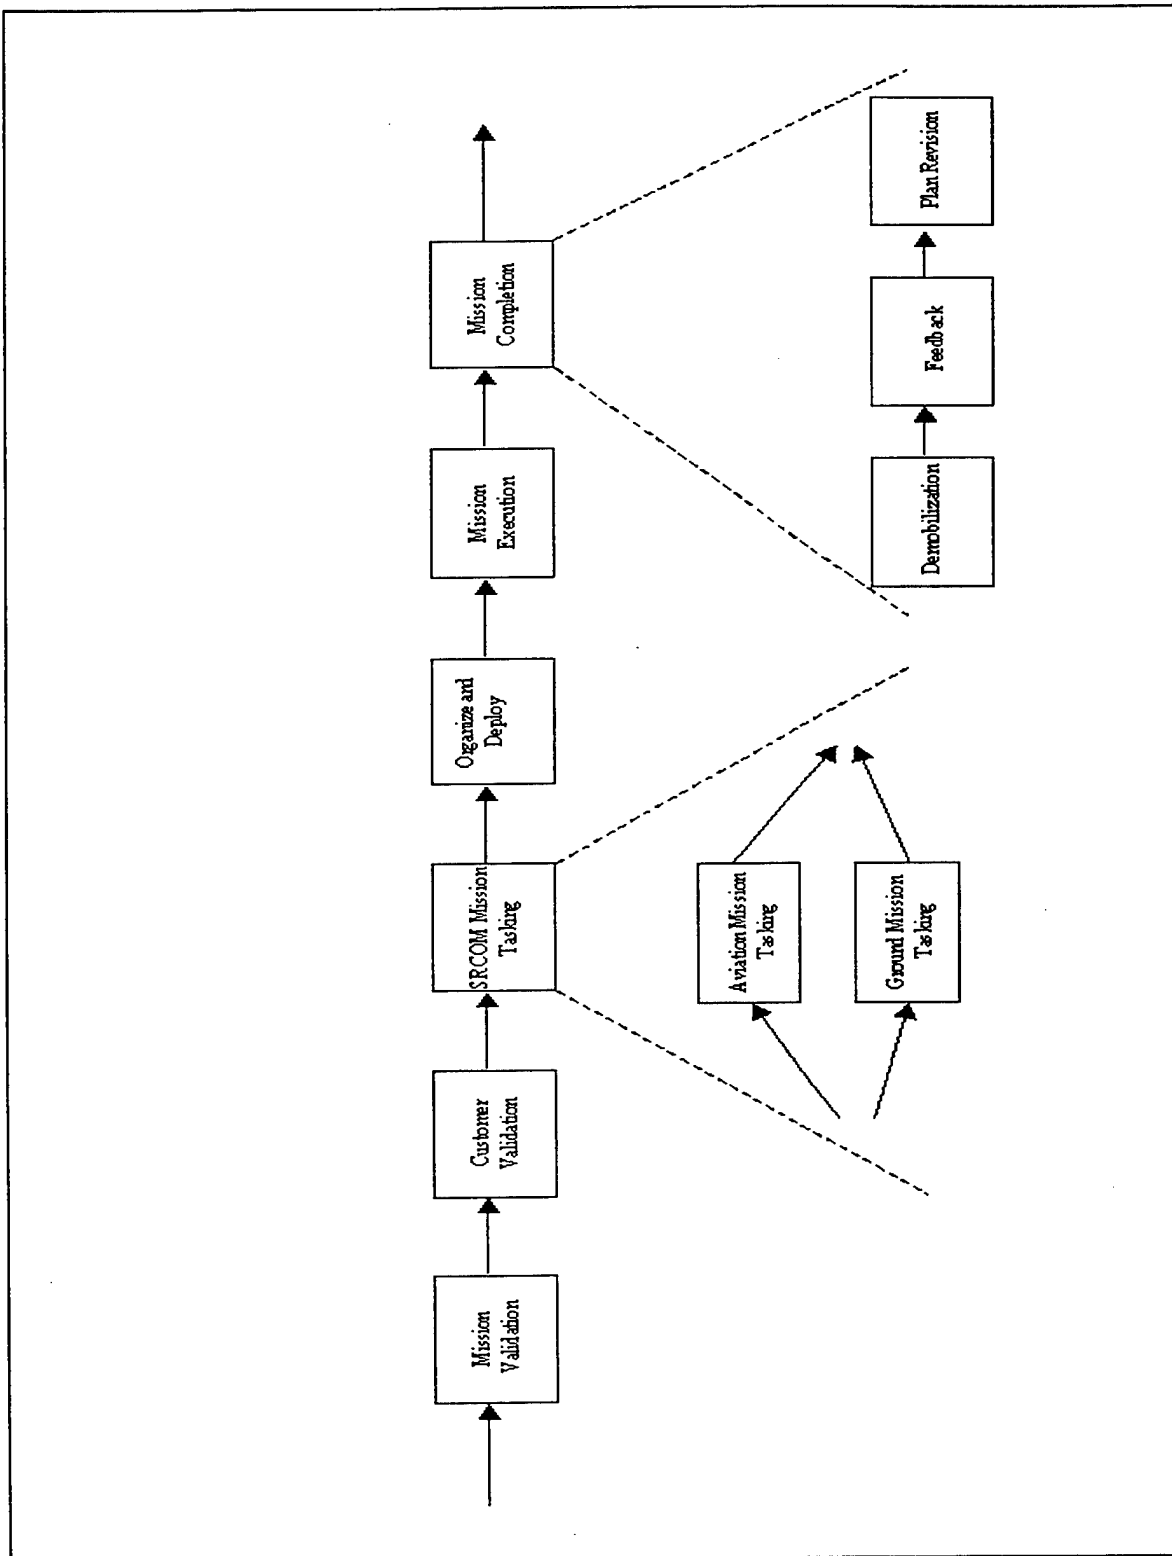 Mission
Validation
Customer
Validation
SRCOM Mission
Tasking
Organize and
Deploy
Mission
Execution
Mission
Completion
Aviation Mission
Tasking
Ground Mission
Tasking
Demobilization
Feedback
Plan Revision